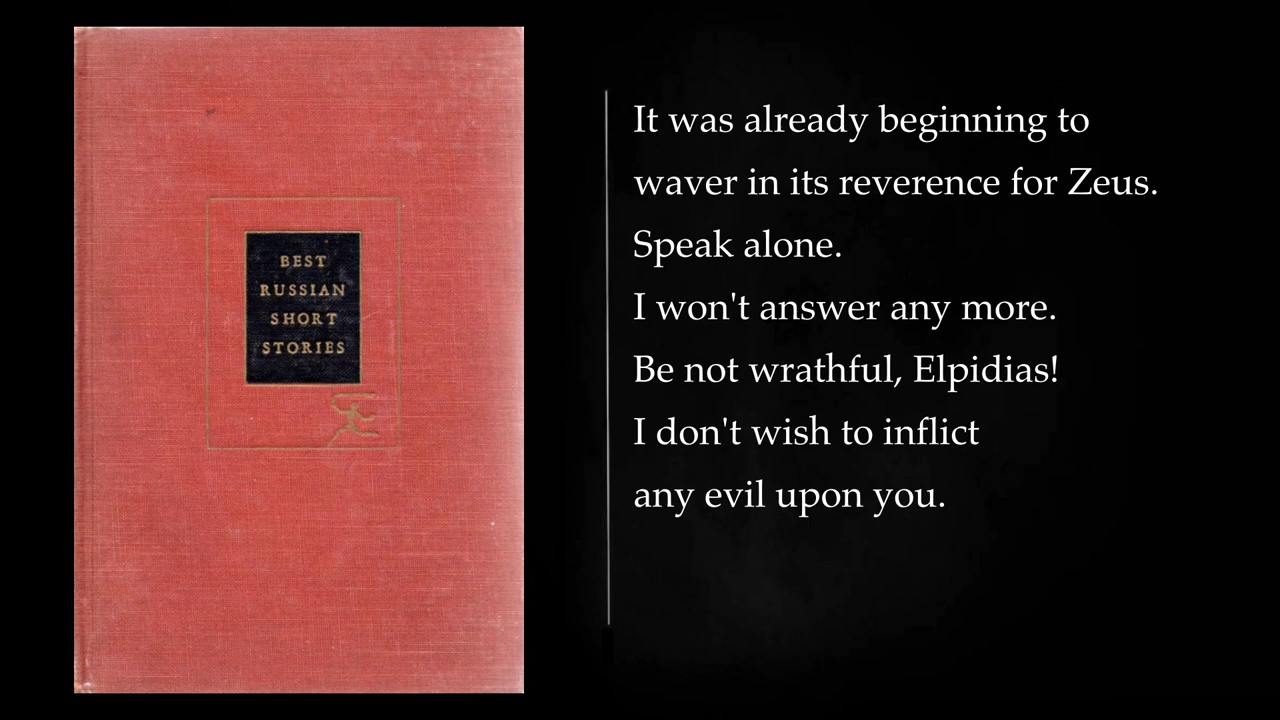 BEST
RUSSIAN
SHORT
STORIES
It was already beginning to
waver in its reverence for Zeus.
Speak alone.
I won't answer any more.
Be not wrathful, Elpidias!
I don't wish to inflict
any evil upon you.